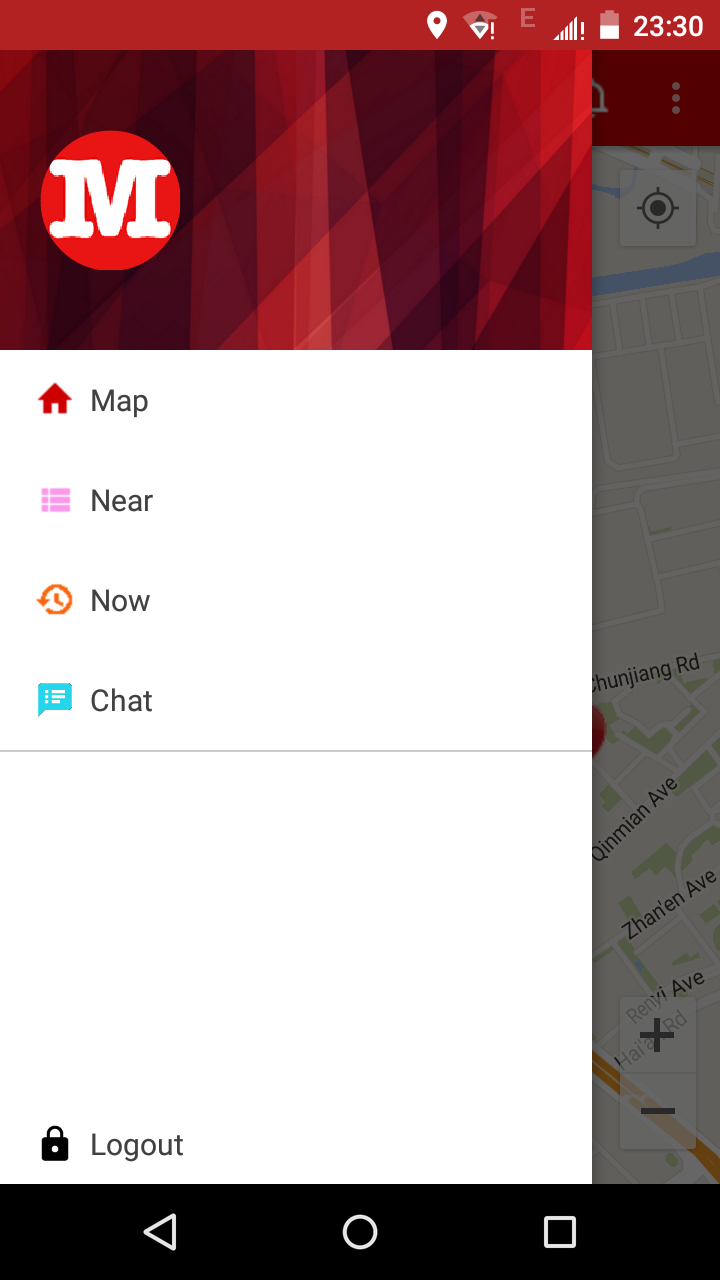 E
23:30
M
Map
Near
Now
Chat
Chunjiang Rd
Qinmian Ave
Zhan'en Ave
Renyi Ave
Hai'an Rd
Logout